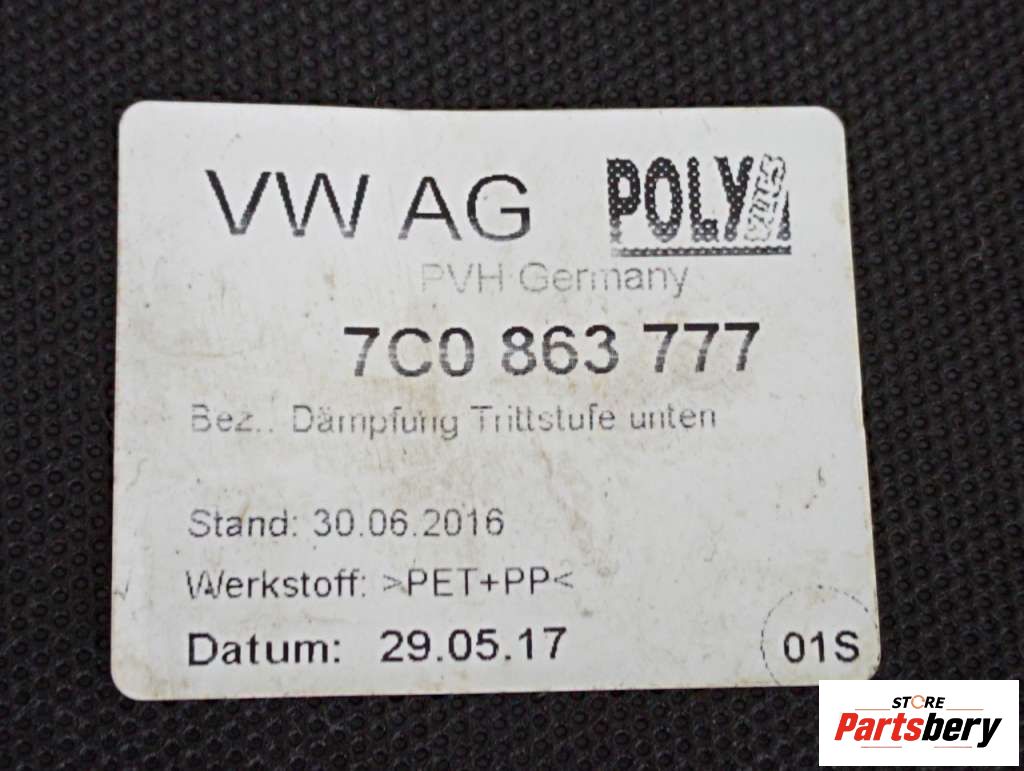 VW AG POLY
PVH Germany
7C0 863 777
Bez.: Dämpfung Trittstufe unten
Stand: 30.06.2016
Werkstoff: >PET+PP<
Datum: 29.05.17
01S
STORE
Partsbery